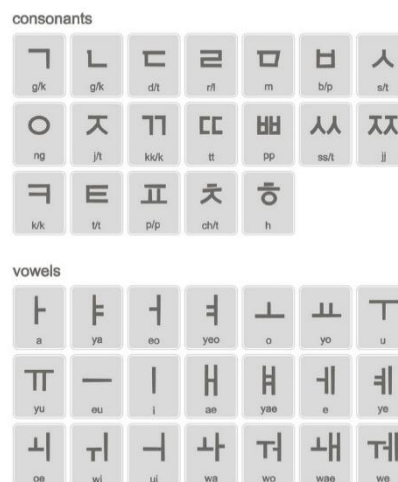 consonants
ㄱ ㄴ ㄷ ㄹ ㅁ ㅂ ㅅ
g/k g/k d/t r/l m b/p s/t
ㅇ ㅈ ㄲ ㄸ ㅃ ㅆ ㅉ
ng j/t kk/k tt pp ss/t jj
ㅋ ㅌ ㅍ ㅊ ㅎ
k/k t/t p/p ch/t h
vowels
ㅏ ㅑ ㅓ ㅕ ㅗ ㅛ ㅜ
a ya eo yeo o yo u
ㅠ ㅡ ㅣ ㅐ ㅒ ㅔ ㅖ
yu eu i ae yae e ye
ㅚ ㅟ ㅢ ㅘ ㅝ ㅙ ㅞ
oe wi ui wa wo wae we